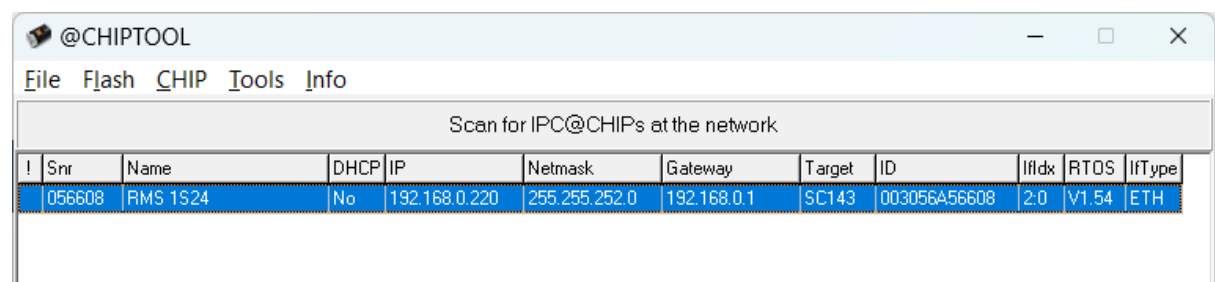 @CHIPTOOL
File Flash CHIP Tools Info
Scan for IPC@CHIPs at the network
! Snr Name DHCP IP Netmask Gateway Target ID IfIdx RTOS IfType
056608 RMS 1S24 No 192.168.0.220 255.255.252.0 192.168.0.1 SC143 003056A56608 2:0 V1.54 ETH